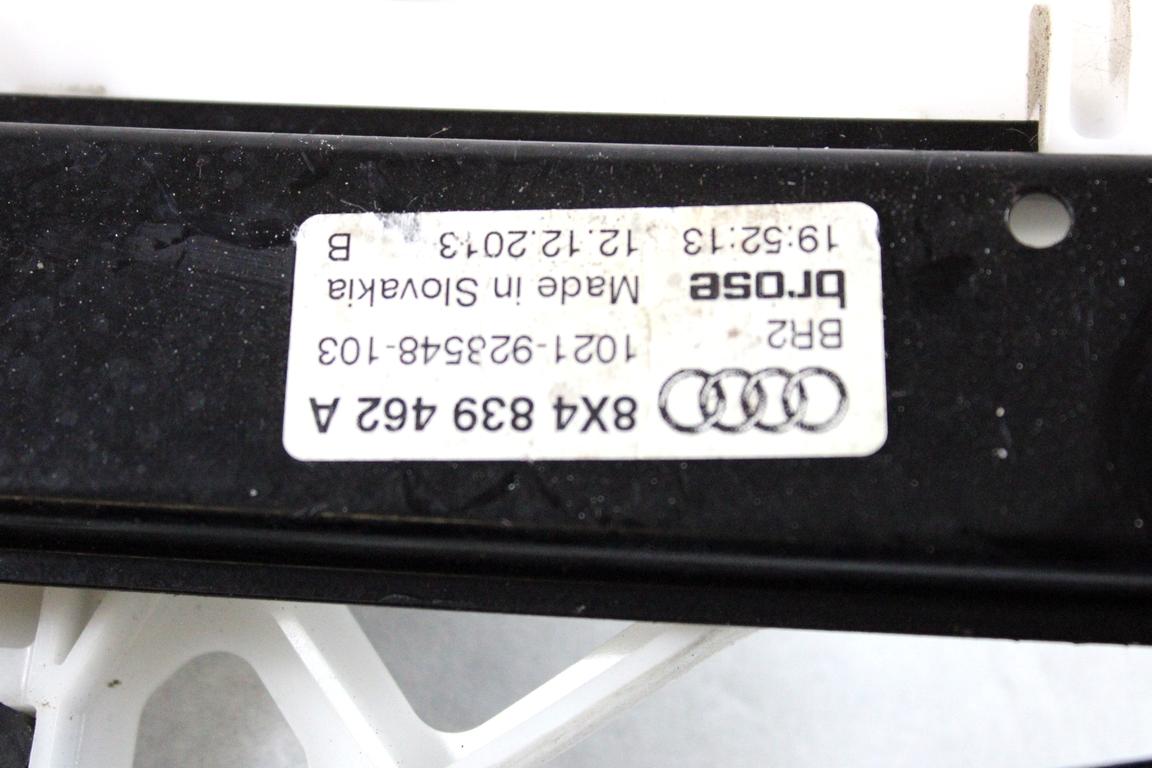 8X4 839 462 A
BR2 1021-923548-103
brose Made in Slovakia
19:52:13 12.12.2013 B